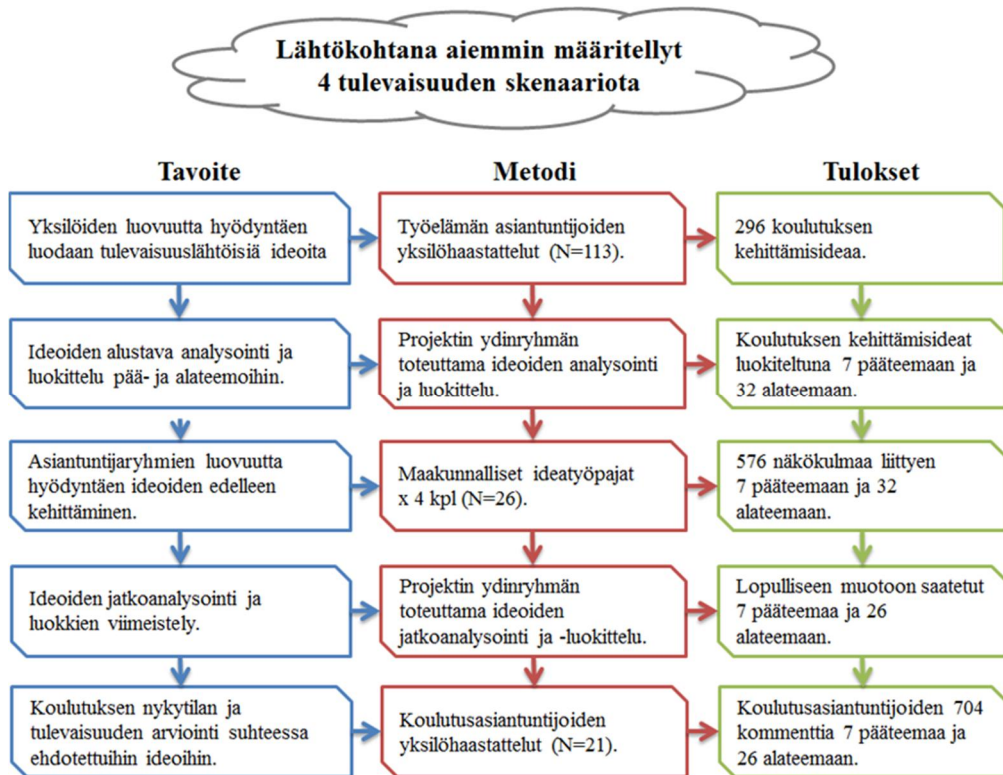 Lähtökohtana aiemmin määritellyt
4 tulevaisuuden skenaariota
Tavoite
Metodi
Tulokset
Yksilöiden luovuutta hyödyntäen
luodaan tulevaisuuslähtöisiä ideoita
Työelämän asiantuntijoiden
yksilöhaastattelut (N=113).
296 koulutuksen
kehittämisideaa.
Ideoiden alustava analysointi ja
luokittelu pää- ja alateemoihin.
Projektin ydinryhmän
toteuttama ideoiden analysointi
ja luokittelu.
Koulutuksen kehittämisideat
luokiteltuna 7 pääteemaan ja
32 alateemaan.
Asiantuntijaryhmien luovuutta
hyödyntäen ideoiden edelleen
kehittäminen.
Maakunnalliset ideatyöpajat
x 4 kpl (N=26).
576 näkökulmaa liittyen
7 pääteemaan ja 32
alateemaan.
Ideoiden jatkoanalysointi ja
luokkien viimeistely.
Projektin ydinryhmän
toteuttama ideoiden
jatkoanalysointi ja -luokittelu.
Lopulliseen muotoon saatetut
7 pääteemaa ja 26
alateemaan.
Koulutuksen nykytilan ja
tulevaisuuden arviointi suhteessa
ehdotettuihin ideoihin.
Koulutusasiantuntijoiden
yksilöhaastattelut (N=21).
Koulutusasiantuntijoiden 704
kommenttia 7 pääteemaa ja
26 alateemaan.